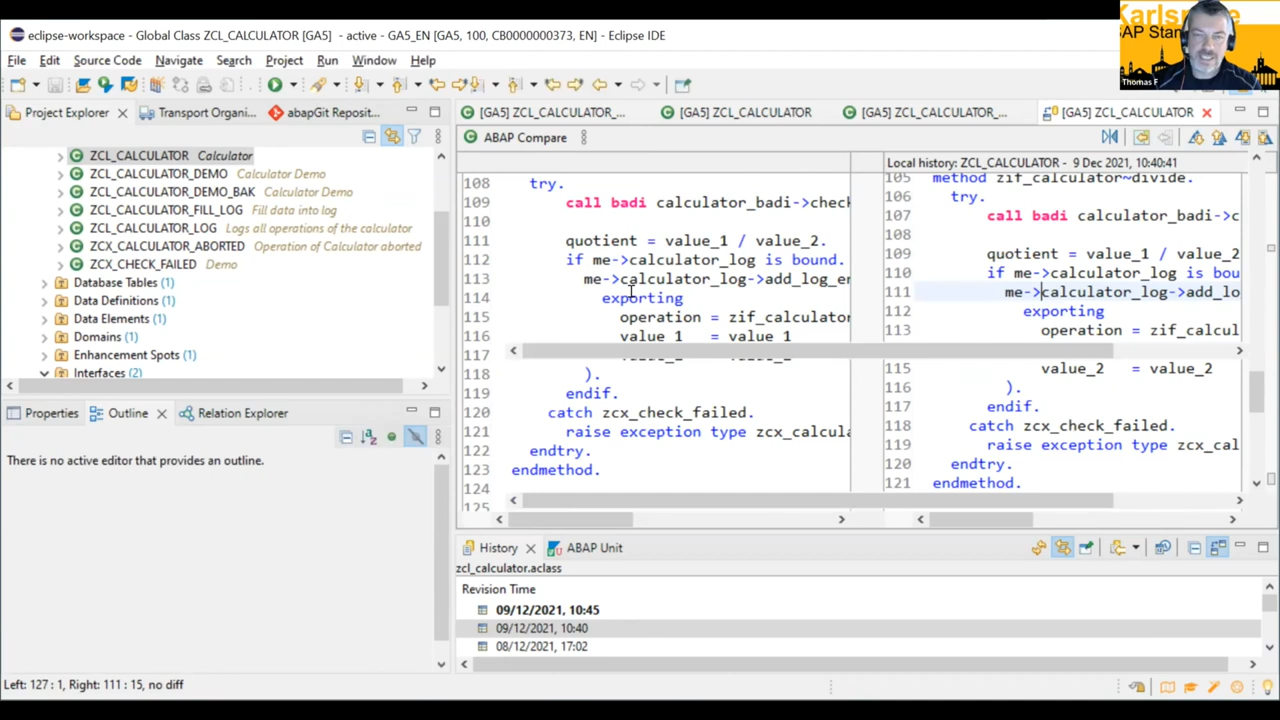 eclipse-workspace - Global Class ZCL_CALCULATOR [GA5] - active - GA5_EN [GA5, 100, CB0000000373, EN] - Eclipse IDE
File Edit Source Code Navigate Search Project Run Window Help
Thomas F
Project Explorer Transport Organi... abapGit Reposit...
ZCL_CALCULATOR Calculator
ZCL_CALCULATOR_DEMO Calculator Demo
ZCL_CALCULATOR_DEMO_BAK Calculator Demo
ZCL_CALCULATOR_FILL_LOG Fill data into log
ZCL_CALCULATOR_LOG Logs all operations of the calculator
ZCX_CALCULATOR_ABORTED Operation of Calculator aborted
ZCX_CHECK_FAILED Demo
Database Tables (1)
Data Definitions (1)
Data Elements (1)
Domains (1)
Enhancement Spots (1)
Interfaces (2)
Properties Outline Relation Explorer
There is no active editor that provides an outline.
[GA5] ZCL_CALCULATOR_... [GA5] ZCL_CALCULATOR [GA5] ZCL_CALCULATOR_... [GA5] ZCL_CALCULATOR
ABAP Compare
108 try.
109 call badi calculator_badi->check
110
111 quotient = value_1 / value_2.
112 if me->calculator_log is bound.
113 me->calculator_log->add_log_en
114 exporting
115 operation = zif_calculator
116 value_1 = value_1
117
118 ).
119 endif.
120 catch zcx_check_failed.
121 raise exception type zcx_calcula
122 endtry.
123 endmethod.
124
125
Local history: ZCL_CALCULATOR - 9 Dec 2021, 10:40:41
105 method zif_calculator~divide.
106 try.
107 call badi calculator_badi->c
108
109 quotient = value_1 / value_2
110 if me->calculator_log is bou
111 me->calculator_log->add_lo
112 exporting
113 operation = zif_calcul
115 value_2 = value_2
116 ).
117 endif.
118 catch zcx_check_failed.
119 raise exception type zcx_cal
120 endtry.
121 endmethod.
History ABAP Unit
zcl_calculator.aclass
Revision Time
09/12/2021, 10:45
09/12/2021, 10:40
08/12/2021, 17:02
Left: 127 : 1, Right: 111 : 15, no diff